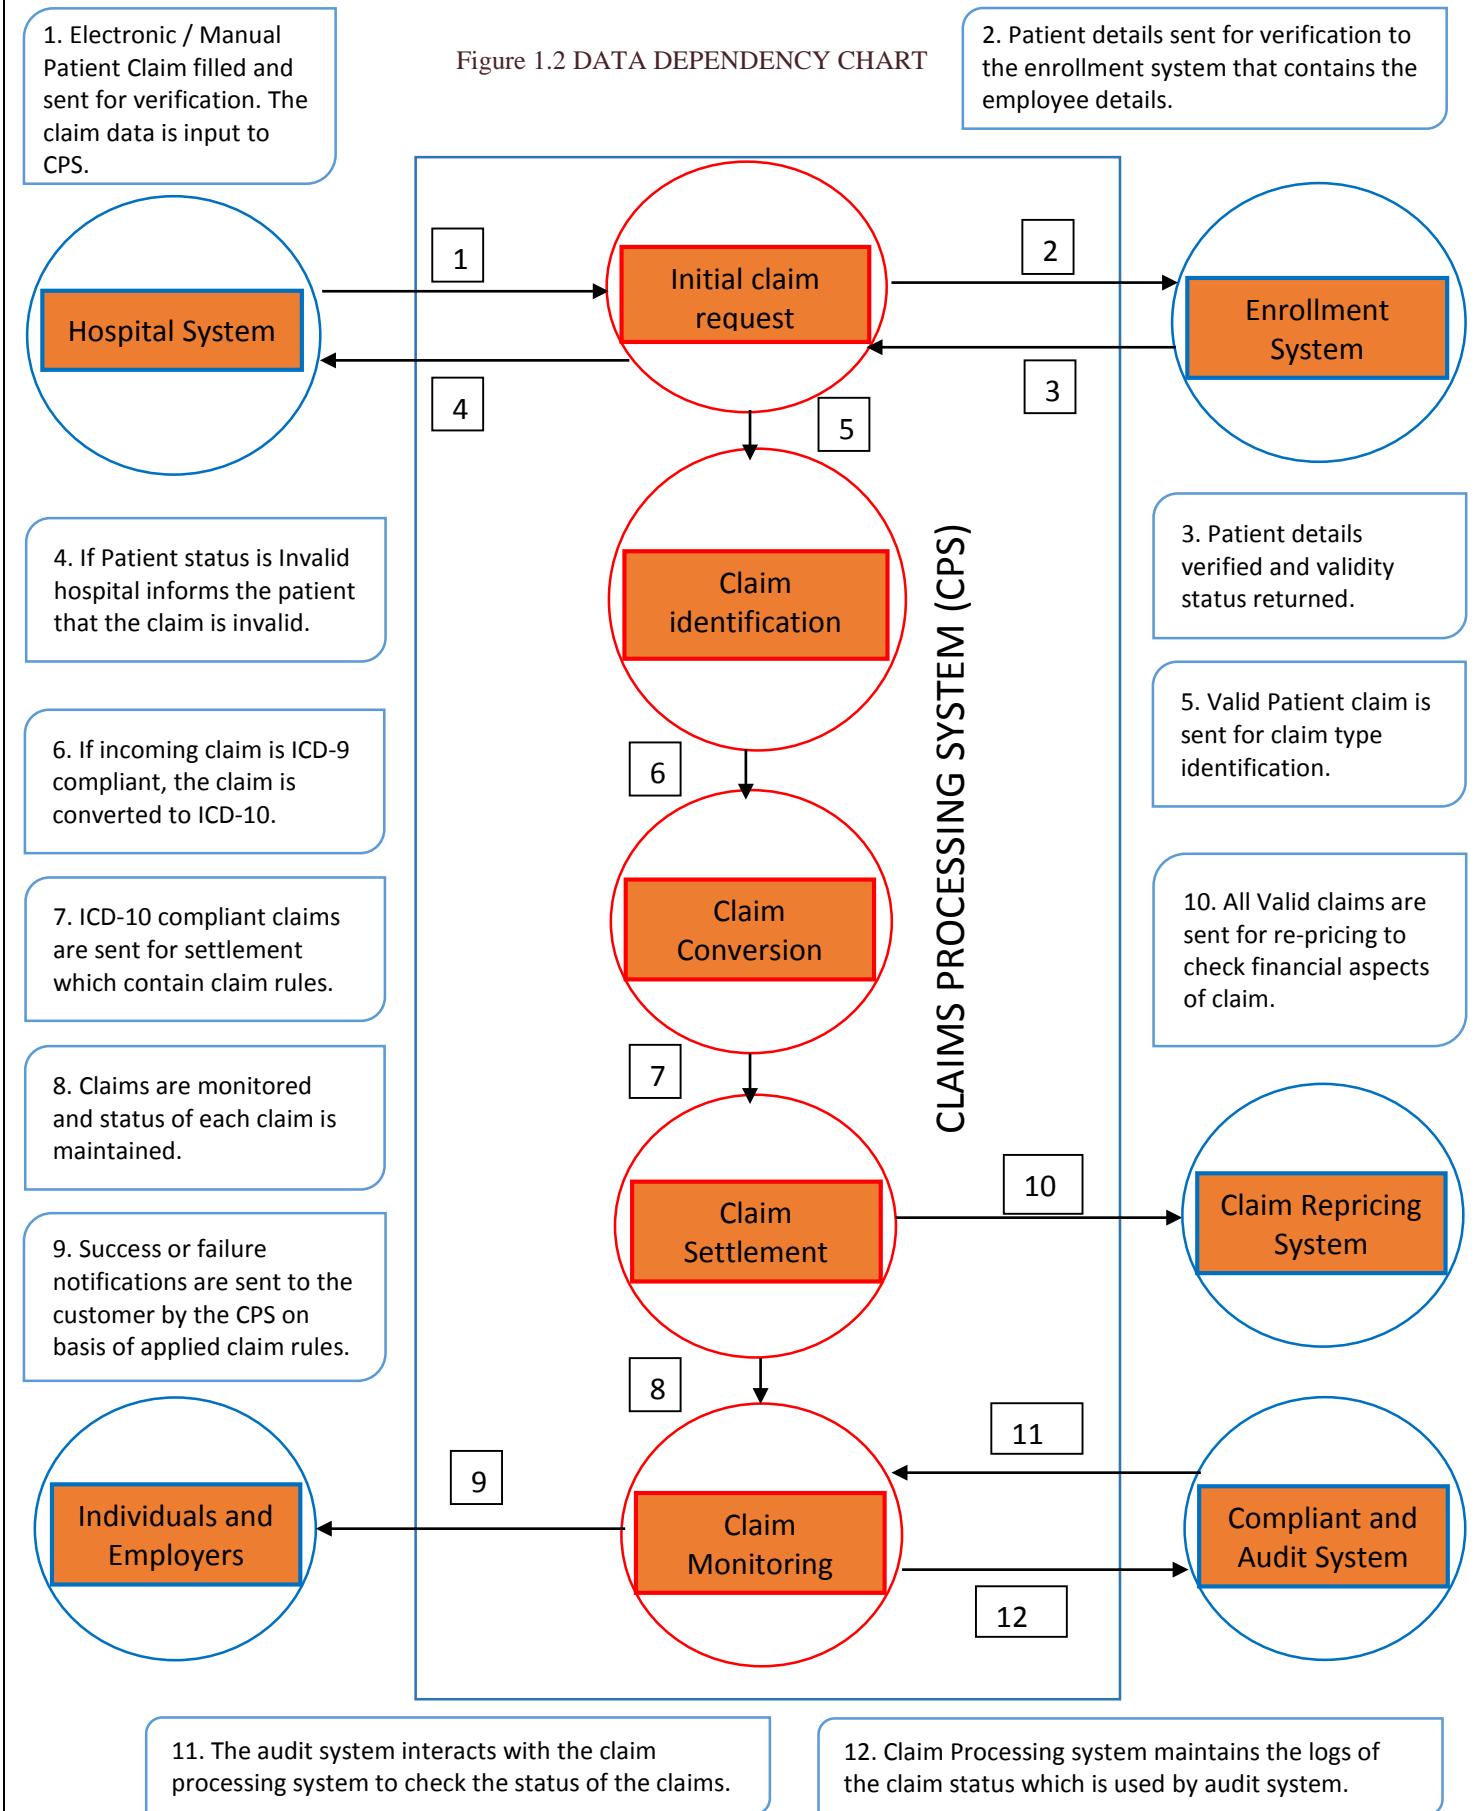 1. Electronic / Manual
Patient Claim filled and
sent for verification. The
claim data is input to
CPS.
Figure 1.2 DATA DEPENDENCY CHART
2. Patient details sent for verification to
the enrollment system that contains the
employee details.
1
2
Initial claim
request
Hospital System
Enrollment
System
4
3
5
4. If Patient status is Invalid
hospital informs the patient
that the claim is invalid.
Claim
identification
3. Patient details
verified and validity
status returned.
CLAIMS PROCESSING SYSTEM (CPS)
5. Valid Patient claim is
sent for claim type
identification.
6. If incoming claim is ICD-9
compliant, the claim is
converted to ICD-10.
6
Claim
Conversion
7. ICD-10 compliant claims
are sent for settlement
which contain claim rules.
10. All Valid claims are
sent for re-pricing to
check financial aspects
of claim.
7
8. Claims are monitored
and status of each claim is
maintained.
Claim
Settlement
10
Claim Repricing
System
9. Success or failure
notifications are sent to the
customer by the CPS on
basis of applied claim rules.
8
11
9
Individuals and
Employers
Claim
Monitoring
Compliant and
Audit System
12
11. The audit system interacts with the claim
processing system to check the status of the claims.
12. Claim Processing system maintains the logs of
the claim status which is used by audit system.